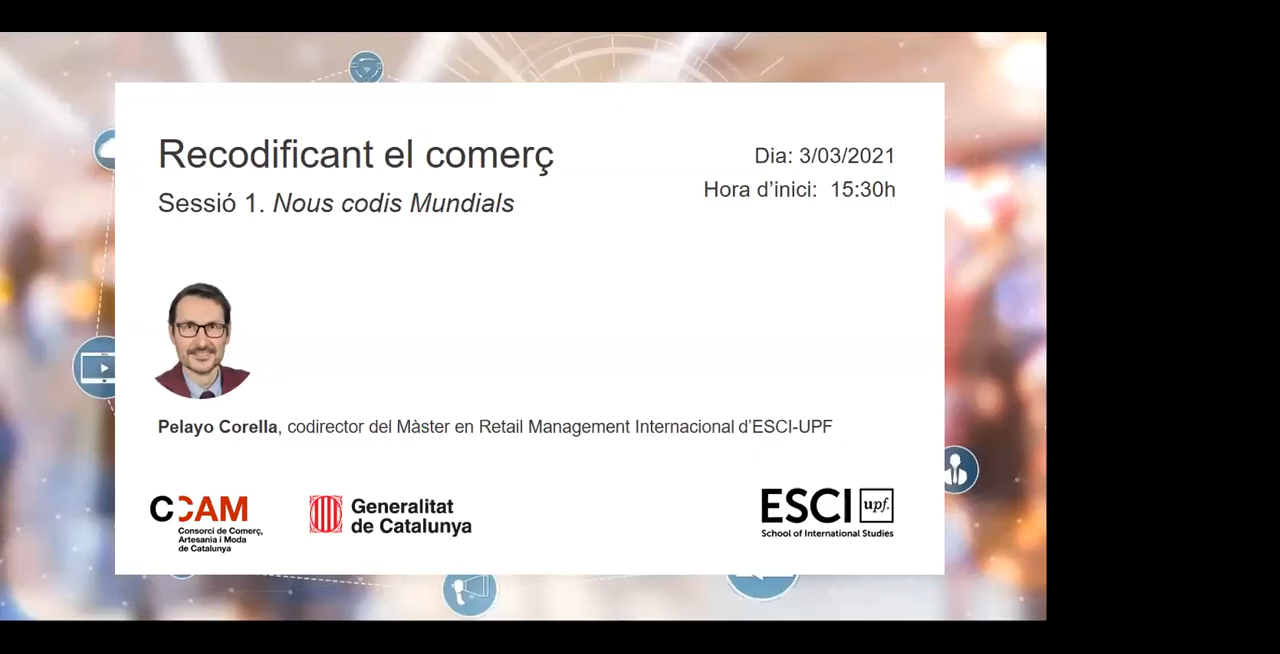 Recodificant el comerç
Dia: 3/03/2021
Sessió 1. Nous codis Mundials
Hora d’inici: 15:30h
Pelayo Corella, codirector del Màster en Retail Management Internacional d’ESCI-UPF
CCAM
Consorci de Comerç,
Artesania i Moda
de Catalunya
Generalitat
de Catalunya
ESCI upf.
School of International Studies